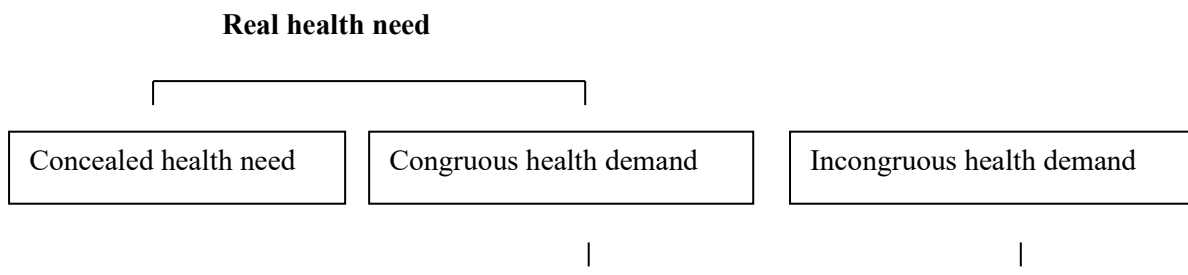 Real health need
Concealed health need
Congruous health demand
Incongruous health demand